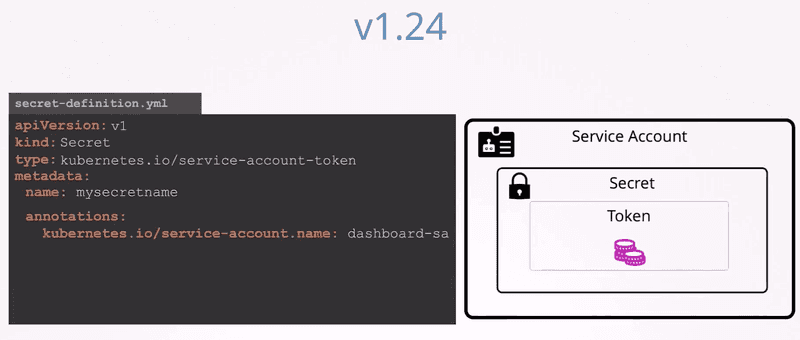 v1.24
secret-definition.yml
apiVersion: v1
kind: Secret
type: kubernetes.io/service-account-token
metadata:
name: mysecretname
annotations:
kubernetes.io/service-account.name: dashboard-sa
Service Account
Secret
Token